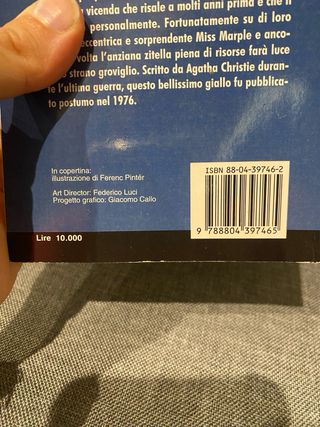 vicenda che risale a molti anni prima e che li
personalmente. Fortunatamente su di loro
eccentrica e sorprendente Miss Marple e anco-
volta l'anziana zitella piena di risorse farà luce
strano groviglio. Scritto da Agatha Christie duran-
te l'ultima guerra, questo bellissimo giallo fu pubblica-
to postumo nel 1976.
In copertina:
illustrazione di Ferenc Pintér
Art Director: Federico Luci
Progetto grafico: Giacomo Callo
ISBN 88-04-39746-2
9 788804 397465
Lire 10.000